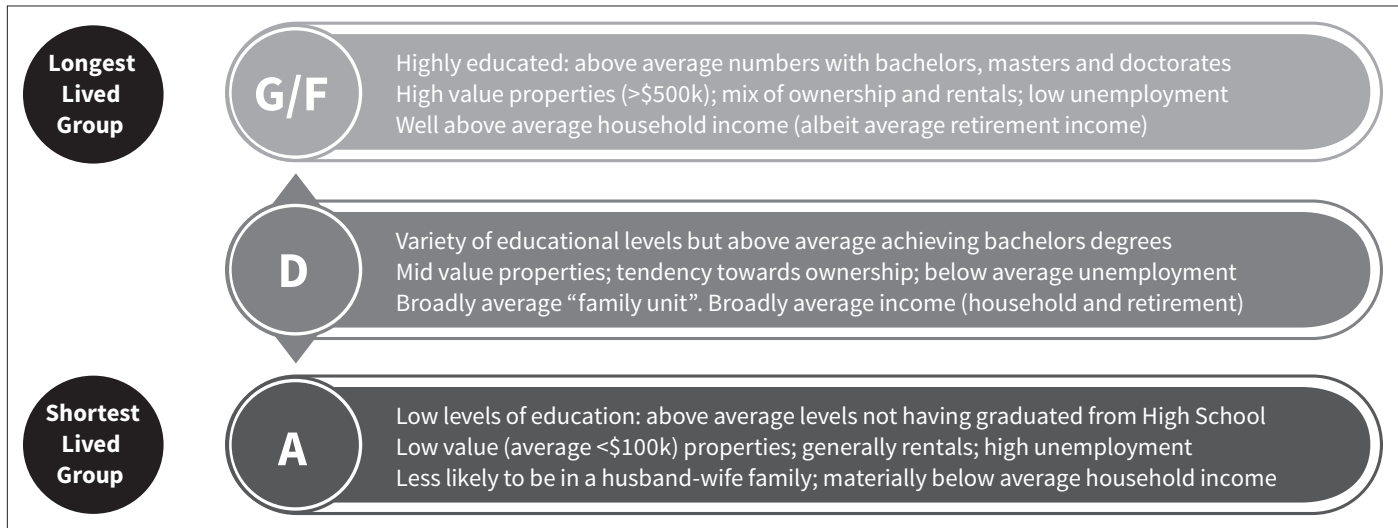 Longest
Lived
Group
G/F
Highly educated: above average numbers with bachelors, masters and doctorates
High value properties (>$500k); mix of ownership and rentals; low unemployment
Well above average household income (albeit average retirement income)
D
Variety of educational levels but above average achieving bachelors degrees
Mid value properties; tendency towards ownership; below average unemployment
Broadly average “family unit”. Broadly average income (household and retirement)
Shortest
Lived
Group
A
Low levels of education: above average levels not having graduated from High School
Low value (average <$100k) properties; generally rentals; high unemployment
Less likely to be in a husband-wife family; materially below average household income